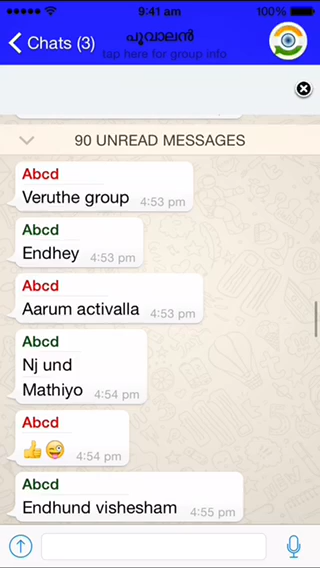 9:41 am 100%
Chats (3) പൂവാലൻ
tap here for group info
90 UNREAD MESSAGES
Abcd
Veruthe group 4:53 pm
Abcd
Endhey 4:53 pm
Abcd
Aarum activalla 4:53 pm
Abcd
Nj und
Mathiyo 4:54 pm
Abcd
👍😜 4:54 pm
Abcd
Endhund vishesham 4:55 pm